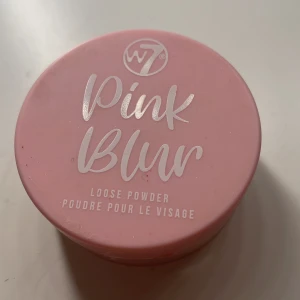 W7
Pink
Blur
LOOSE POWDER
POUDRE POUR LE VISAGE